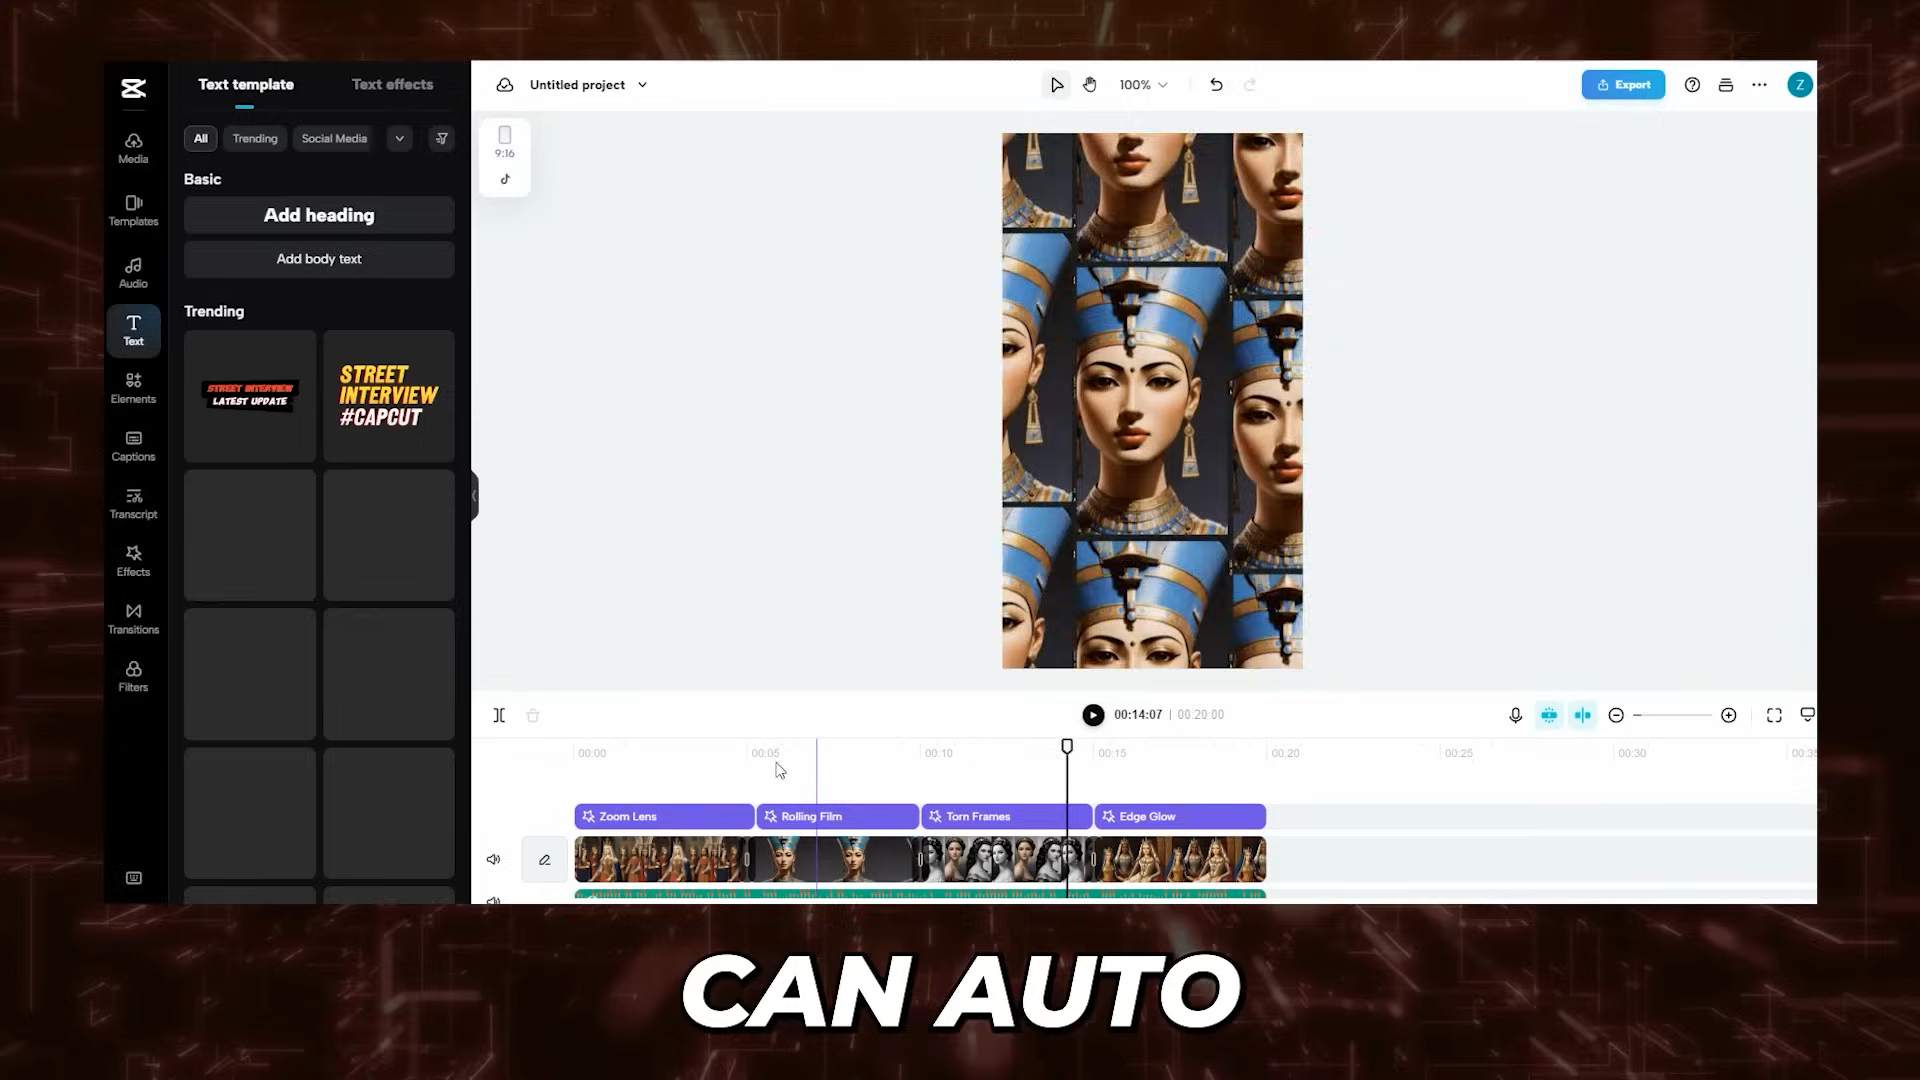 Text template
Text effects
Untitled project
100%
Export
Z
All
Trending
Social Media
9:16
Media
Basic
Templates
Add heading
Add body text
Audio
Trending
Text
STREET INTERVIEW
LATEST UPDATE
STREET
INTERVIEW
#CAPCUT
Elements
Captions
Transcript
Effects
Transitions
Filters
00:14:07 | 00:20:00
00:00
00:05
00:10
00:15
00:20
00:25
00:30
00:35
Zoom Lens
Rolling Film
Torn Frames
Edge Glow
CAN AUTO